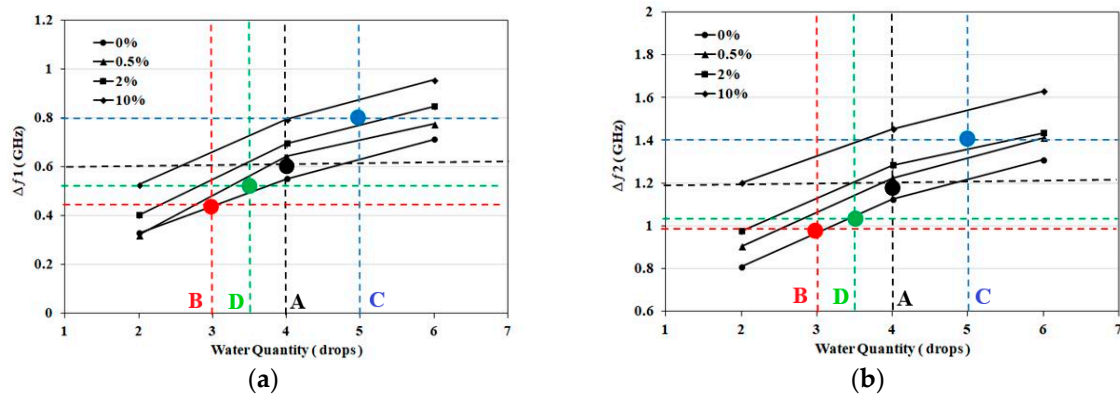 (a)
Δf1 (GHz)
1.2
1
0.8
0.6
0.4
0.2
0
0%
0.5%
2%
10%
B D A C
1 2 3 4 5 6 7
Water Quantity ( drops)
(a)
Δf2 (GHz)
2
1.8
1.6
1.4
1.2
1
0.8
0.6
0%
0.5%
2%
10%
B D A C
1 2 3 4 5 6 7
Water Quantity ( drops)
(b)